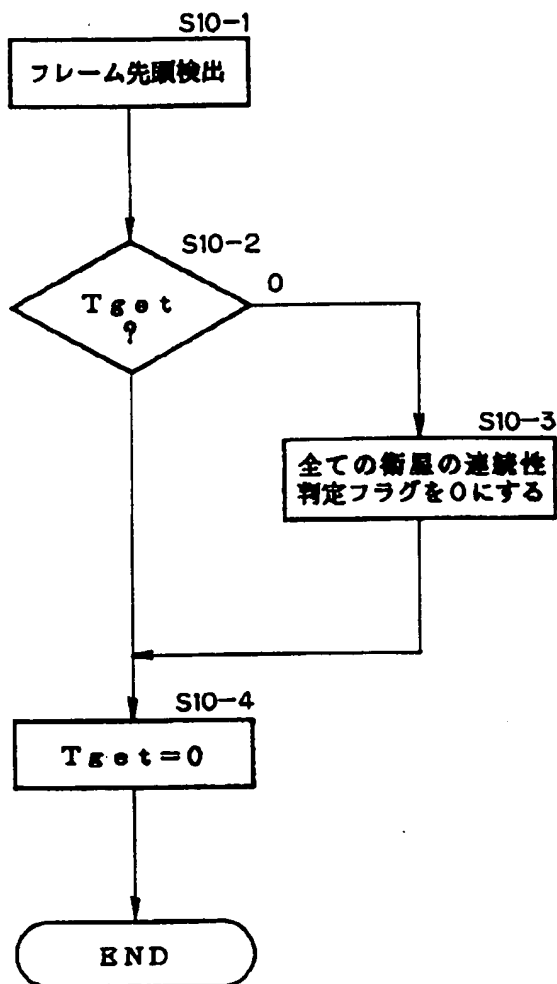 S10-1
フレーム先頭検出
S10-2
Tget
?
0
S10-3
全ての衛星の連続性
判定フラグを0にする
S10-4
Tget=0
END